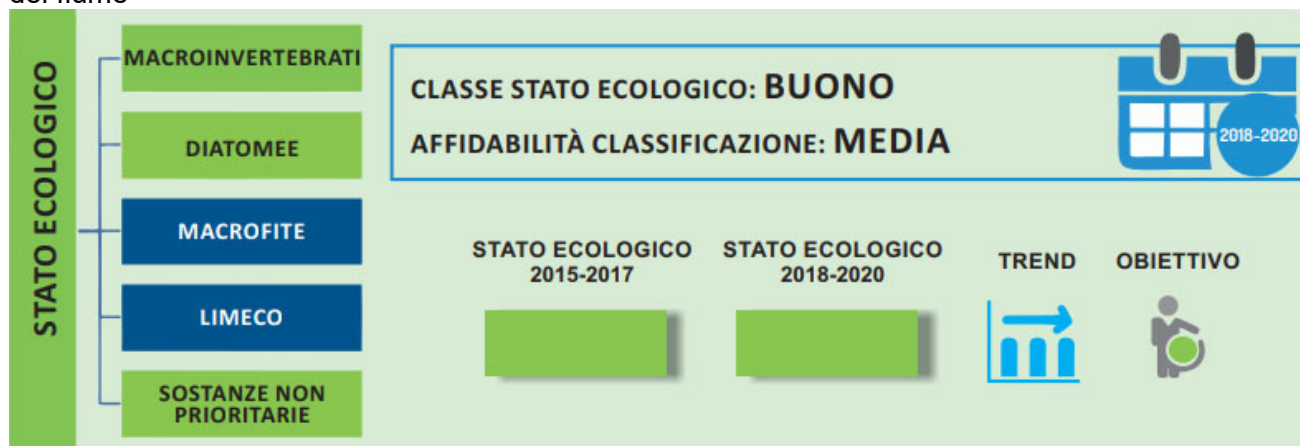 STATO ECOLOGICO
MACROINVERTEBRATI
DIATOMEE
MACROFITE
LIMECO
SOSTANZE NON
PRIORITARIE
CLASSE STATO ECOLOGICO: BUONO
AFFIDABILITÀ CLASSIFICAZIONE: MEDIA
2018-2020
STATO ECOLOGICO
2015-2017
STATO ECOLOGICO
2018-2020
TREND
OBIETTIVO